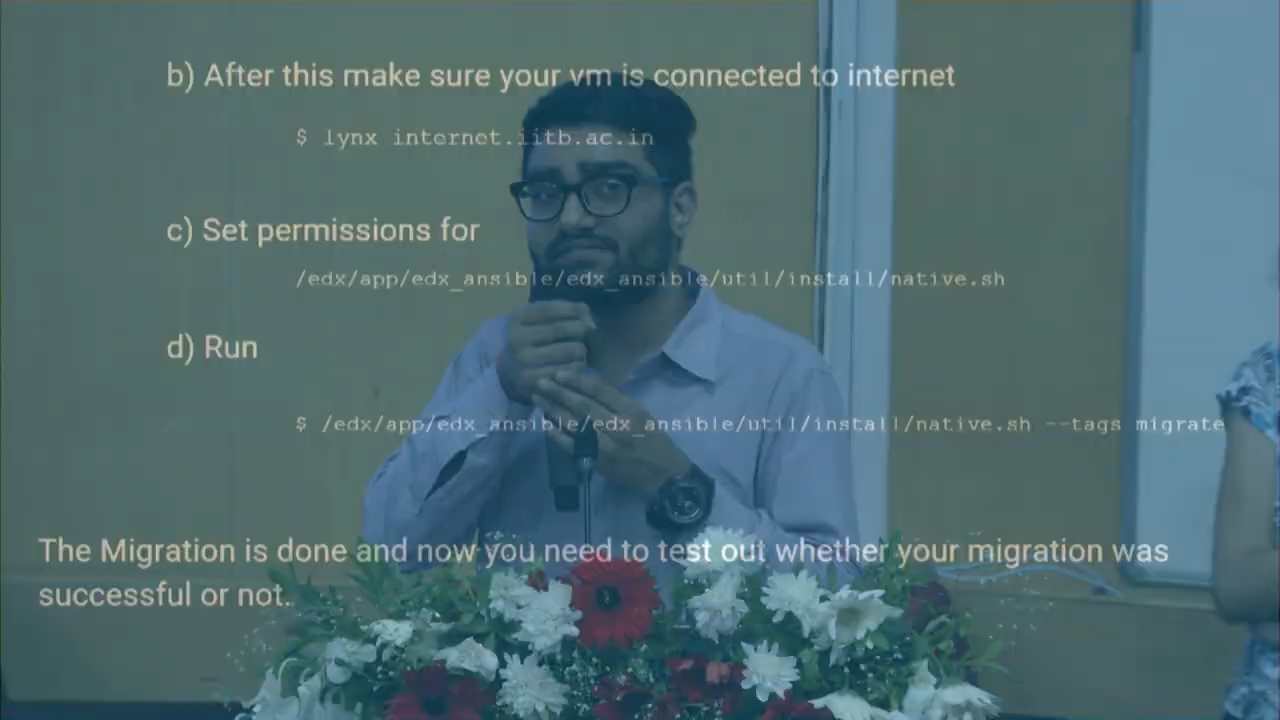 b) After this make sure your vm is connected to internet
$ lynx internet.iitb.ac.in
c) Set permissions for
/edx/app/edx_ansible/edx_ansible/util/install/native.sh
d) Run
$ /edx/app/edx_ansible/edx_ansible/util/install/native.sh --tags migrate
The Migration is done and now you need to test out whether your migration was
successful or not.